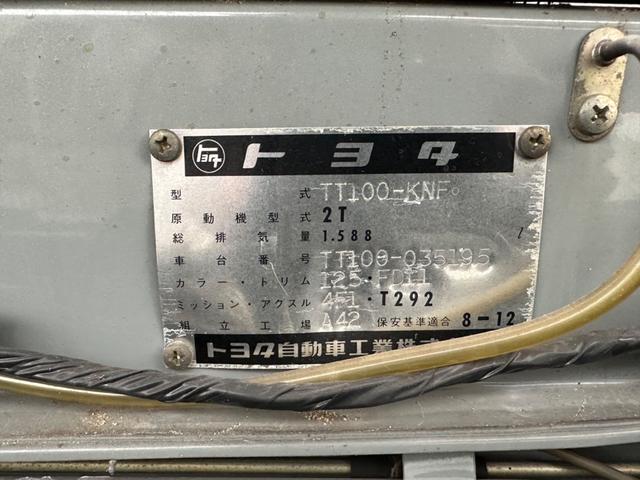 トヨタ トヨタ
型式 TT100-KNF
原動機型式 2T
総排気量 1.588 l
車台番号 TT100-035195
カラー・トリム 125・FD11
ミッション・アクスル ・T292
組立工場 A42 保安基準適合 8-12
トヨタ自動車工業株式